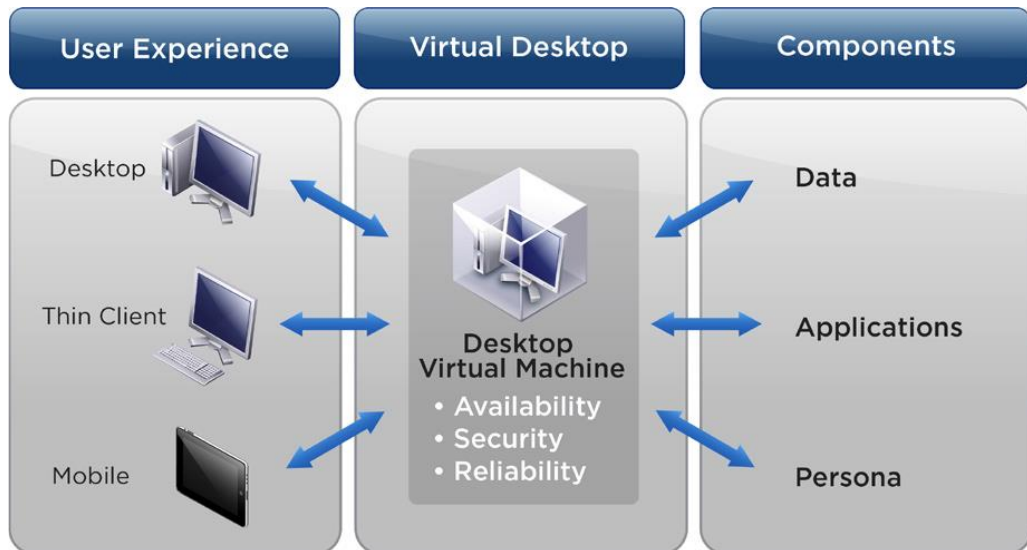 User Experience
Virtual Desktop
Components
Desktop
Thin Client
Mobile
Desktop
Virtual Machine
• Availability
• Security
• Reliability
Data
Applications
Persona